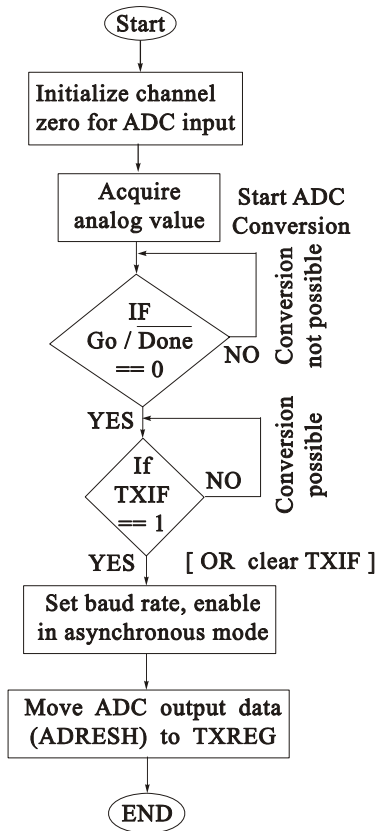 Start
Initialize channel
zero for ADC input
Acquire
analog value
Start ADC
Conversion
Conversion
not possible
IF
Go / Done
== 0
NO
YES
Conversion
possible
If
TXIF
== 1
NO
YES
[ OR clear TXIF ]
Set baud rate, enable
in asynchronous mode
Move ADC output data
(ADRESH) to TXREG
END